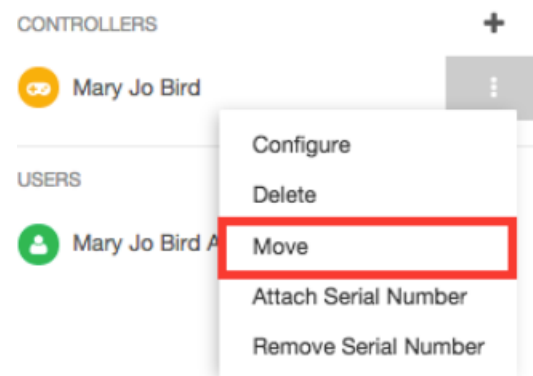 CONTROLLERS
Mary Jo Bird
Configure
USERS
Delete
Mary Jo Bird A
Move
Attach Serial Number
Remove Serial Number